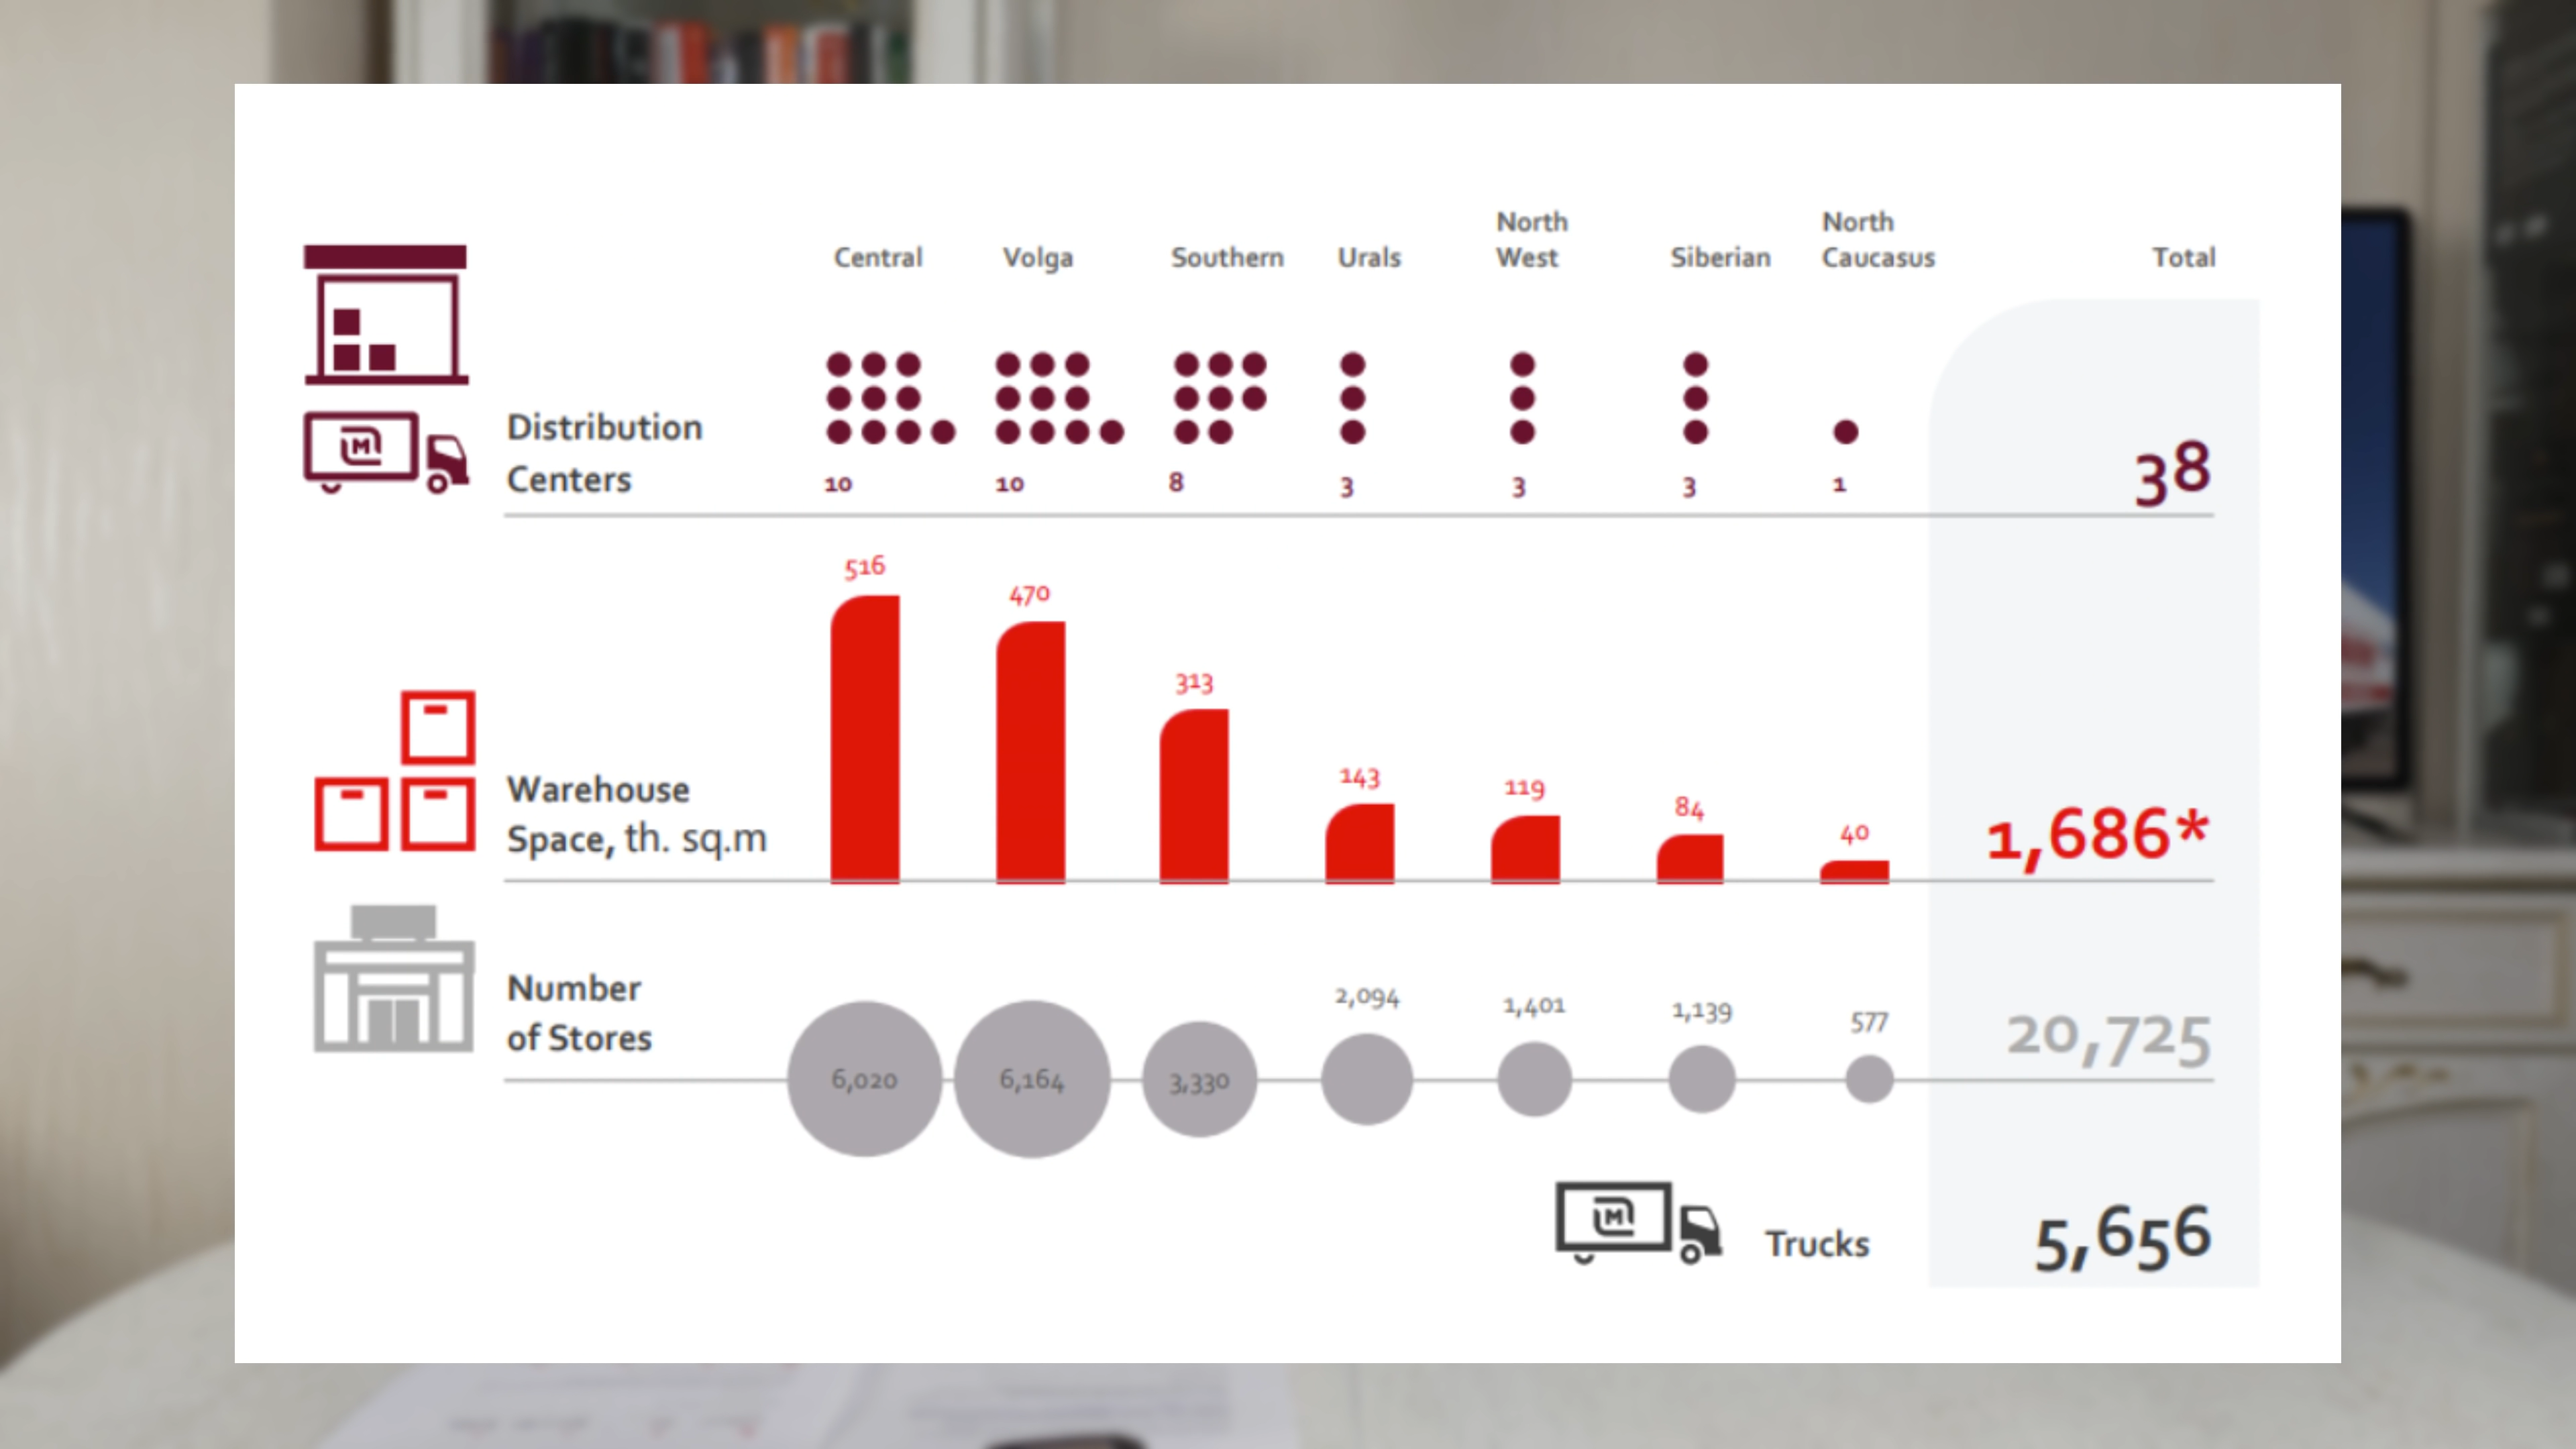 Central
Volga
Southern
Urals
North
West
Siberian
North
Caucasus
Total
Distribution
Centers
10
10
8
3
3
3
1
38
516
470
313
143
119
84
40
Warehouse
Space, th. sq.m
1,686*
Number
of Stores
6,020
6,164
3,330
2,094
1,401
1,139
577
20,725
M
M
Trucks
5,656